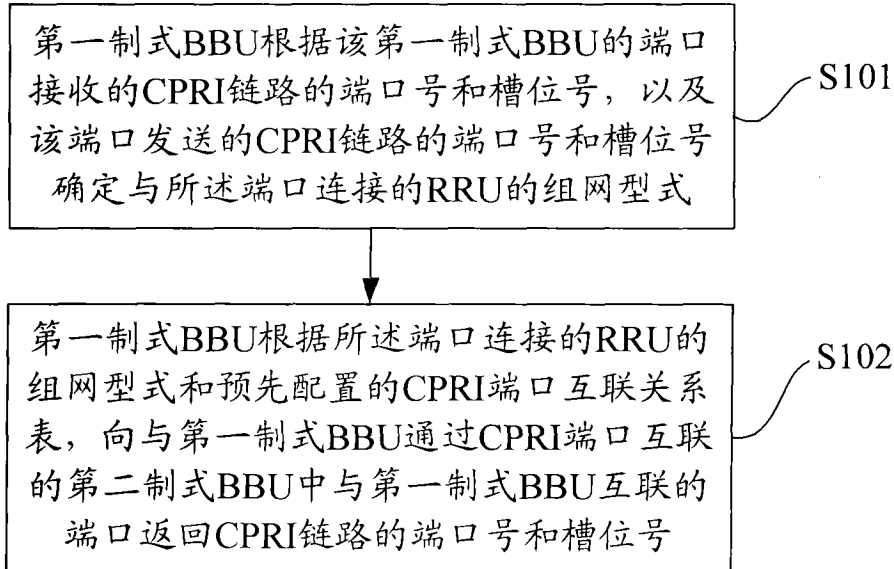 第一制式BBU根据该第一制式BBU的端口
接收的CPRI链路的端口号和槽位号，以及
该端口发送的CPRI链路的端口号和槽位号
确定与所述端口连接的RRU的组网型式
S101
第一制式BBU根据所述端口连接的RRU的
组网型式和预先配置的CPRI端口互联关系
表，向与第一制式BBU通过CPRI端口互联
的第二制式BBU中与第一制式BBU互联的
端口返回CPRI链路的端口号和槽位号
S102